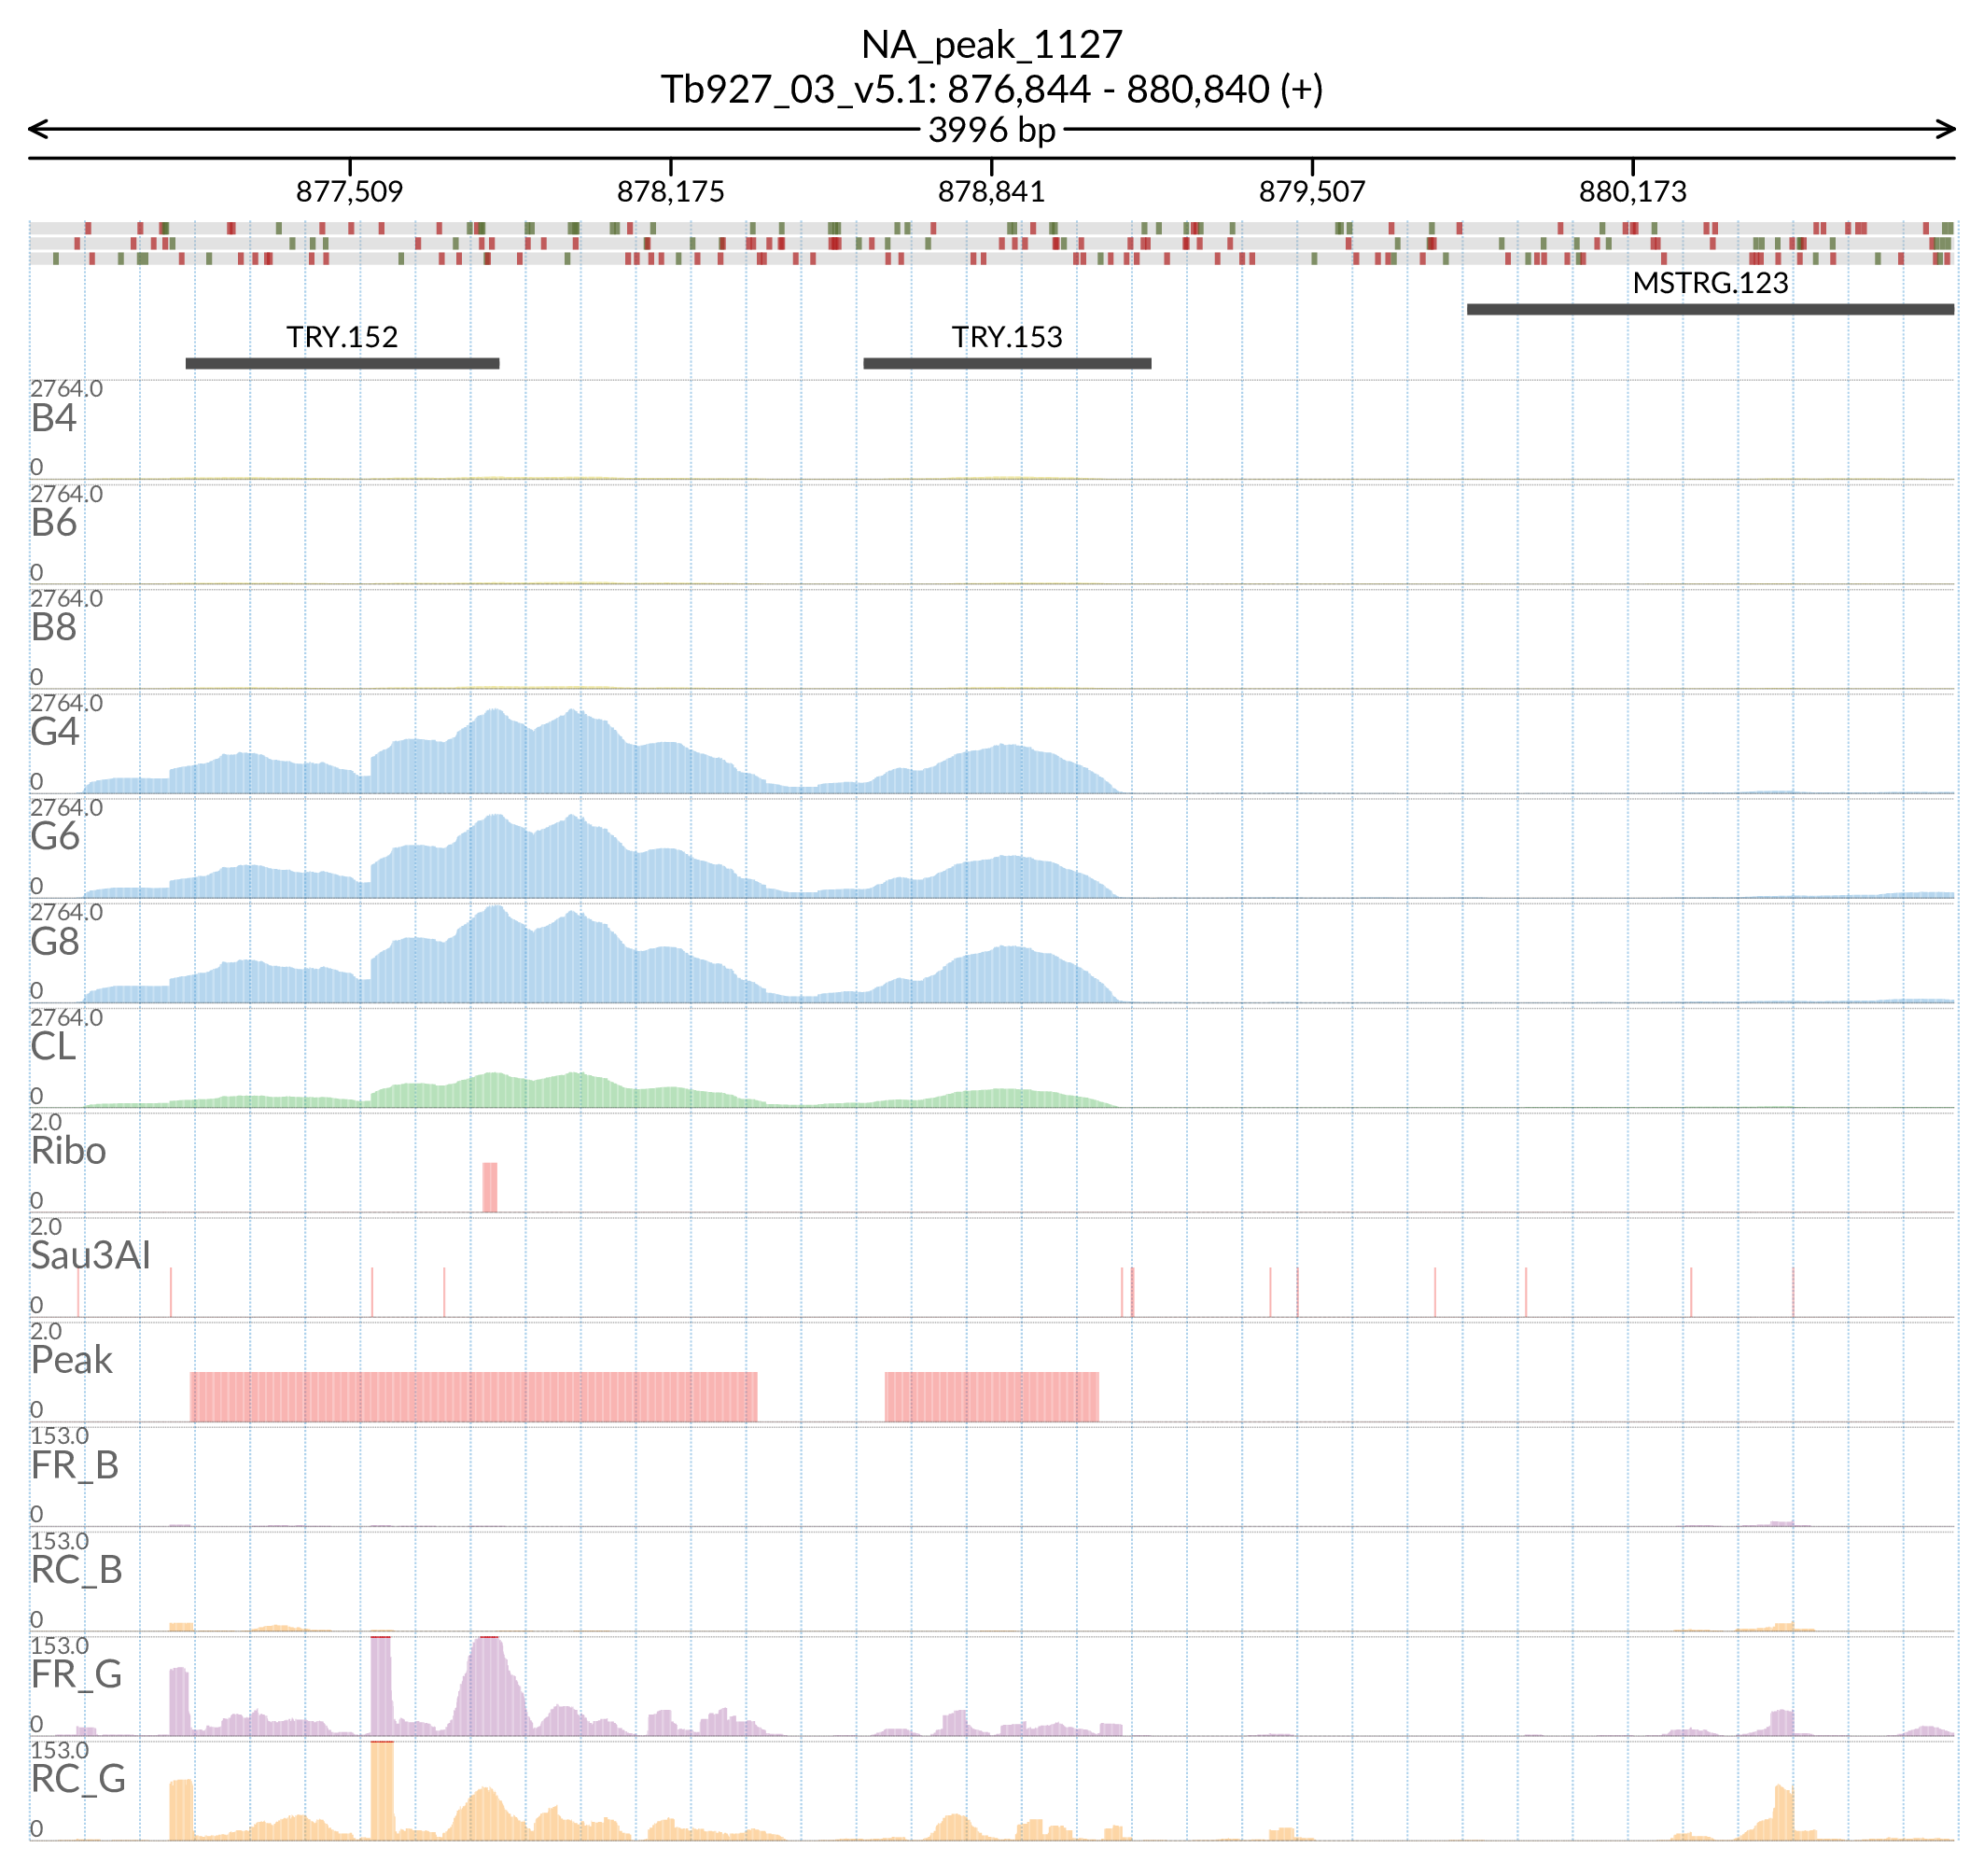 NA_peak_1127
Tb927_03_v5.1: 876,844 - 880,840 (+)
3996 bp
877,509 878,175 878,841 879,507 880,173
MSTRG.123
TRY.152 TRY.153
2764.0
B4
0
2764.0
B6
0
2764.0
B8
0
2764.0
G4
0
2764.0
G6
0
2764.0
G8
0
2764.0
CL
0
2.0
Ribo
0
2.0
Sau3AI
0
2.0
Peak
0
153.0
FR_B
0
153.0
RC_B
0
153.0
FR_G
0
153.0
RC_G
0